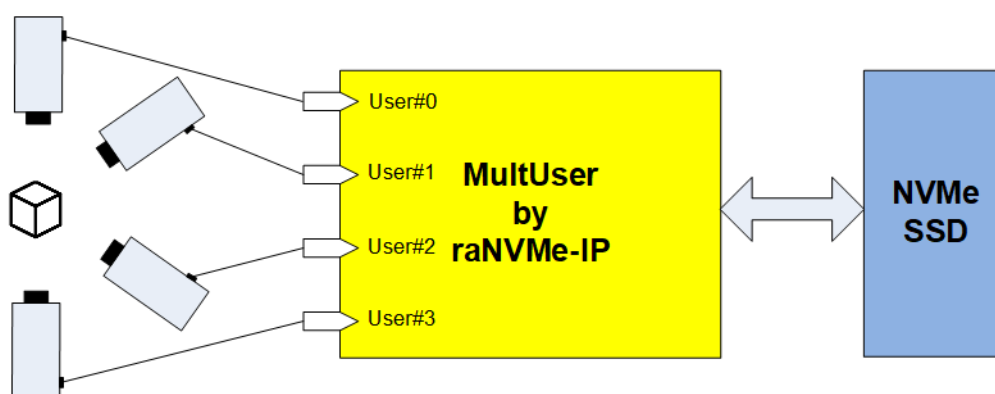 User#0
User#1
User#2
User#3
MultUser
by
raNVMe-IP
NVMe
SSD